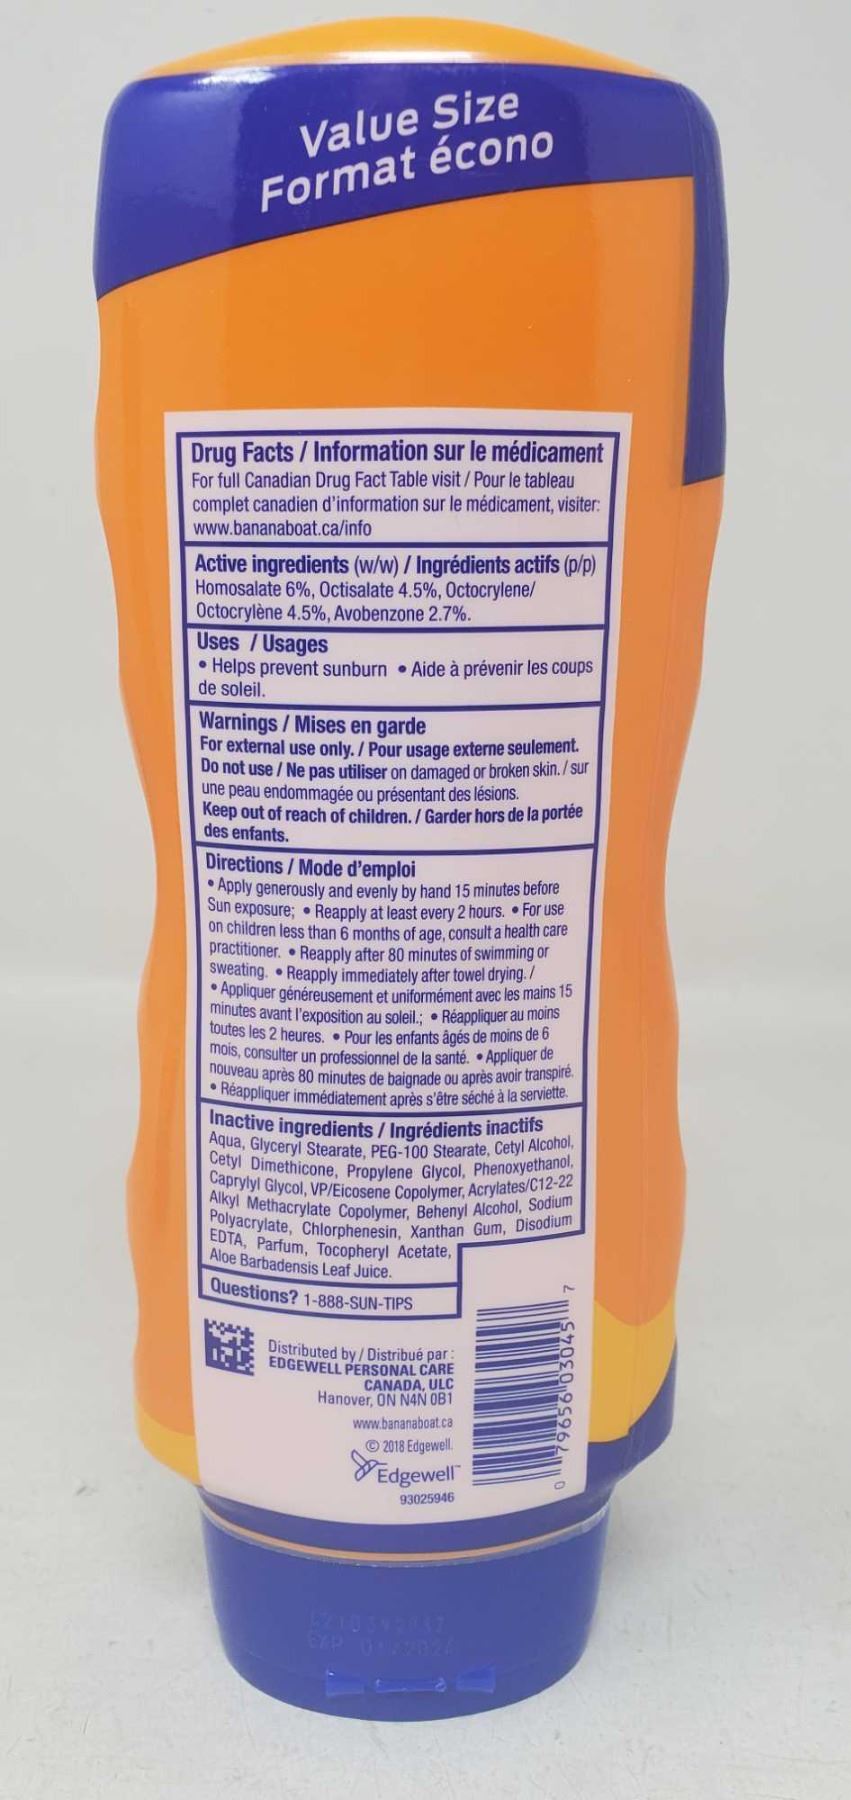 Value Size
Format écono
Drug Facts / Information sur le médicament
For full Canadian Drug Fact Table visit / Pour le tableau
complet canadien d'information sur le médicament, visiter:
www.bananaboat.ca/info
Active ingredients (w/w) / Ingrédients actifs (p/p)
Homosalate 6%, Octisalate 4.5%, Octocrylene/
Octocrylène 4.5%, Avobenzone 2.7%.
Uses / Usages
• Helps prevent sunburn • Aide à prévenir les coups
de soleil.
Warnings / Mises en garde
For external use only. / Pour usage externe seulement.
Do not use / Ne pas utiliser on damaged or broken skin. / sur
une peau endommagée ou présentant des lésions.
Keep out of reach of children. / Garder hors de la portée
des enfants.
Directions / Mode d'emploi
• Apply generously and evenly by hand 15 minutes before
Sun exposure; • Reapply at least every 2 hours. • For use
on children less than 6 months of age, consult a health care
practitioner. • Reapply after 80 minutes of swimming or
sweating. • Reapply immediately after towel drying. /
• Appliquer généreusement et uniformément avec les mains 15
minutes avant l'exposition au soleil.; • Réappliquer au moins
toutes les 2 heures. • Pour les enfants âgés de moins de 6
mois, consulter un professionnel de la santé. • Appliquer de
nouveau après 80 minutes de baignade ou après avoir transpiré.
• Réappliquer immédiatement après s'être séché à la serviette.
Inactive ingredients / Ingrédients inactifs
Aqua, Glyceryl Stearate, PEG-100 Stearate, Cetyl Alcohol,
Cetyl Dimethicone, Propylene Glycol, Phenoxyethanol,
Caprylyl Glycol, VP/Eicosene Copolymer, Acrylates/C12-22
Alkyl Methacrylate Copolymer, Behenyl Alcohol, Sodium
Polyacrylate, Chlorphenesin, Xanthan Gum, Disodium
EDTA, Parfum, Tocopheryl Acetate,
Aloe Barbadensis Leaf Juice.
Questions? 1-888-SUN-TIPS
Distributed by / Distribué par :
EDGEWELL PERSONAL CARE
CANADA, ULC
Hanover, ON N4N 0B1
www.bananaboat.ca
© 2018 Edgewell.
Edgewell™
93025946
0 79656 03045 7
EXP